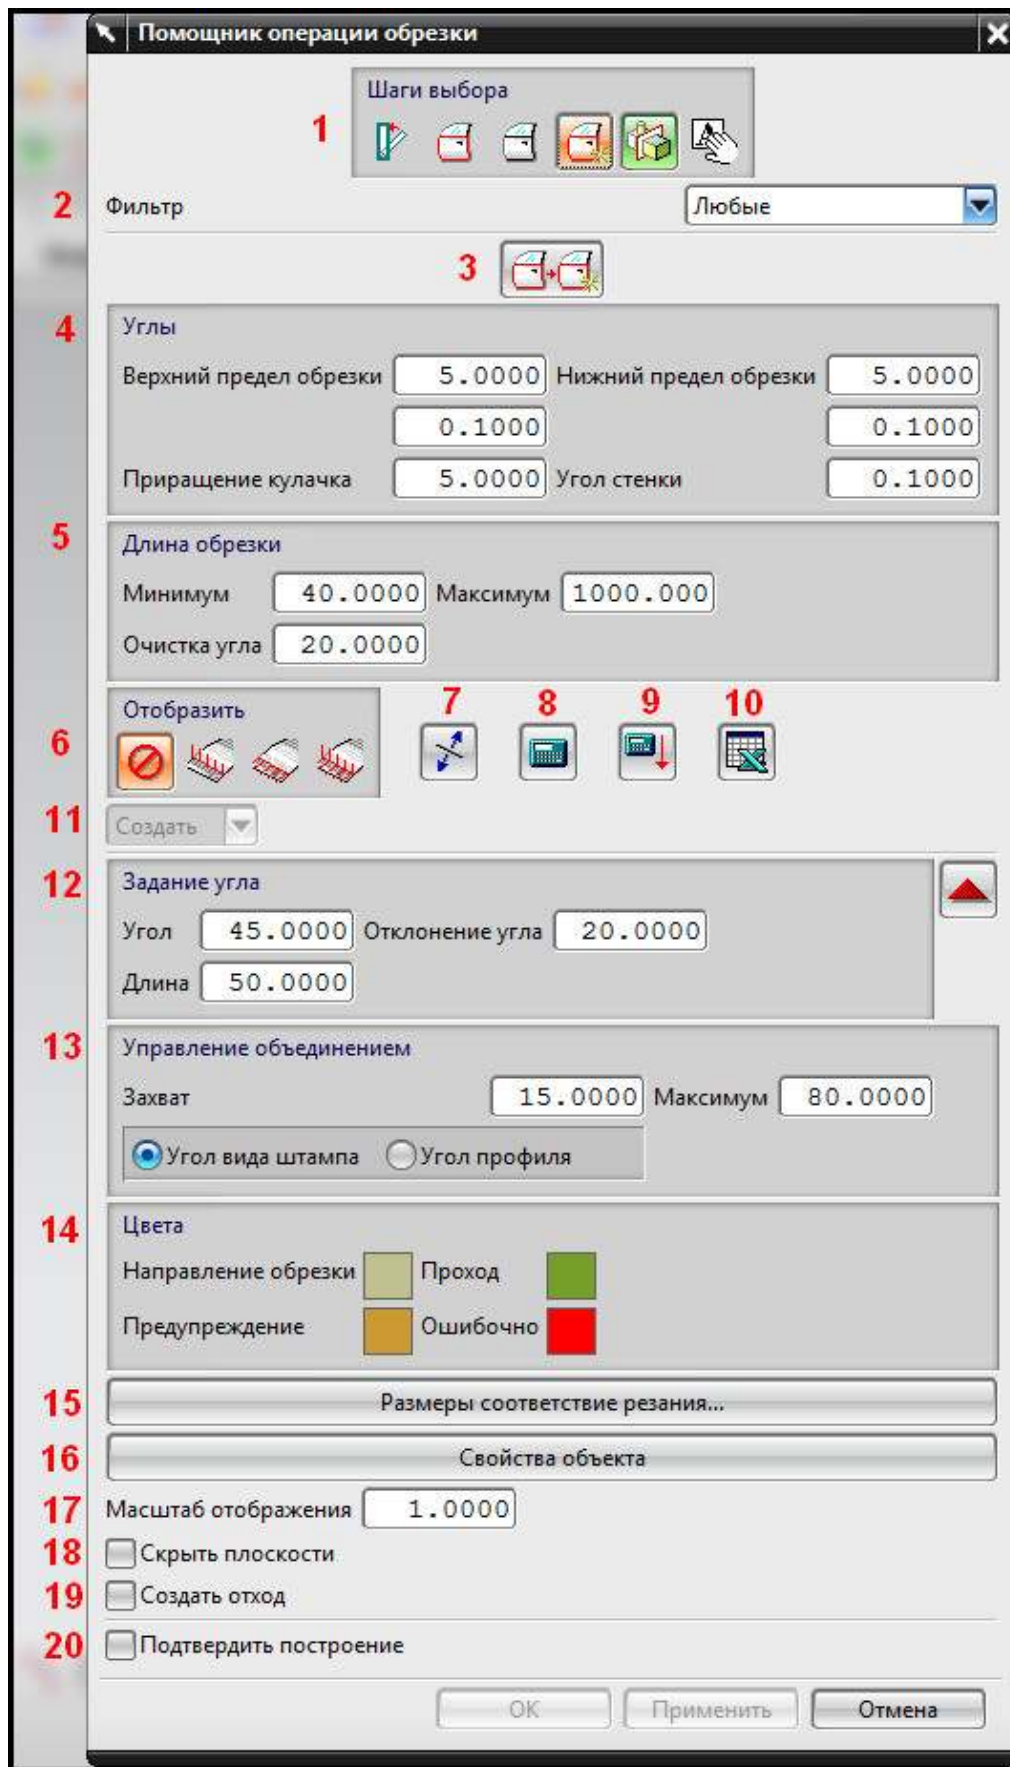 Помощник операции обрезки
Шаги выбора
1
2 Фильтр Любые
3
4 Углы
Верхний предел обрезки 5.0000 Нижний предел обрезки 5.0000
0.1000 0.1000
Приращение кулачка 5.0000 Угол стенки 0.1000
5 Длина обрезки
Минимум 40.0000 Максимум 1000.000
Очистка угла 20.0000
6 Отобразить 7 8 9 10
11 Создать
12 Задание угла
Угол 45.0000 Отклонение угла 20.0000
Длина 50.0000
13 Управление объединением
Захват 15.0000 Максимум 80.0000
Угол вида штампа Угол профиля
14 Цвета
Направление обрезки Проход
Предупреждение Ошибочно
15 Размеры соответствие резания...
16 Свойства объекта
17 Масштаб отображения 1.0000
18 Скрыть плоскости
19 Создать отход
20 Подтвердить построение
OK Применить Отмена